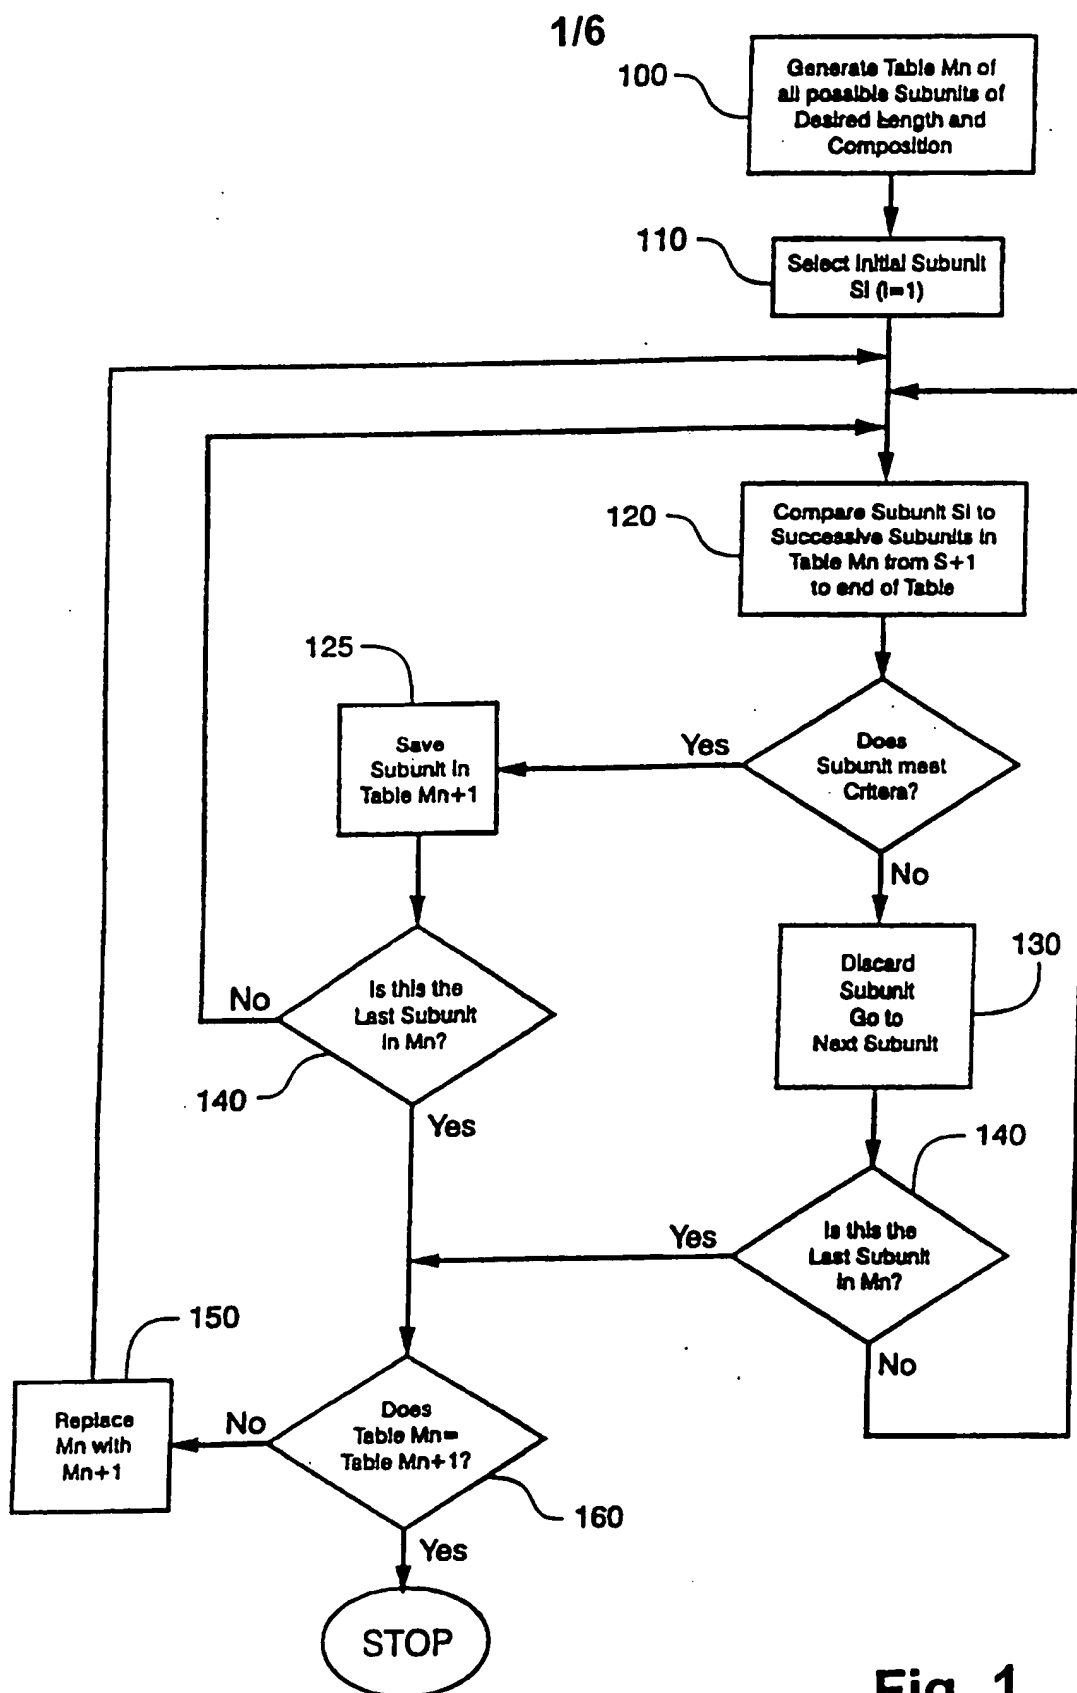 1/6
100
Generate Table Mn of
all possible Subunits of
Desired Length and
Composition
110
Select Initial Subunit
SI (I=1)
120
Compare Subunit SI to
Successive Subunits in
Table Mn from S+1
to end of Table
125
Save
Subunit in
Table Mn+1
Yes
Does
Subunit meet
Critera?
No
130
Discard
Subunit
Go to
Next Subunit
No
Is this the
Last Subunit
in Mn?
140
Yes
140
Yes
Is this the
Last Subunit
in Mn?
No
150
Replace
Mn with
Mn+1
No
Does
Table Mn=
Table Mn+1?
160
Yes
STOP
Fig. 1